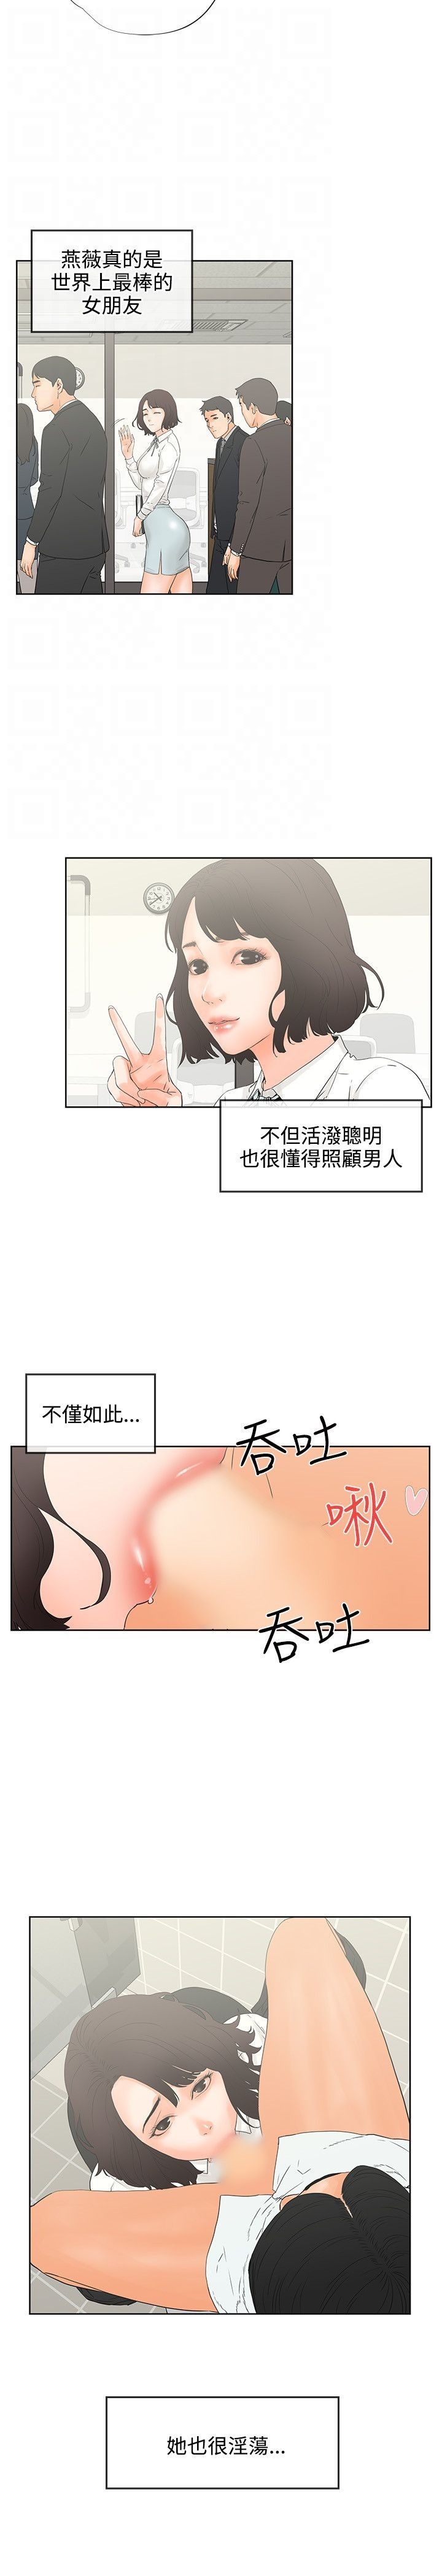 燕薇真的是
世界上最棒的
女朋友
不但活潑聰明
也很懂得照顧男人
不僅如此...
吞吐
啾
吞吐
她也很淫蕩...